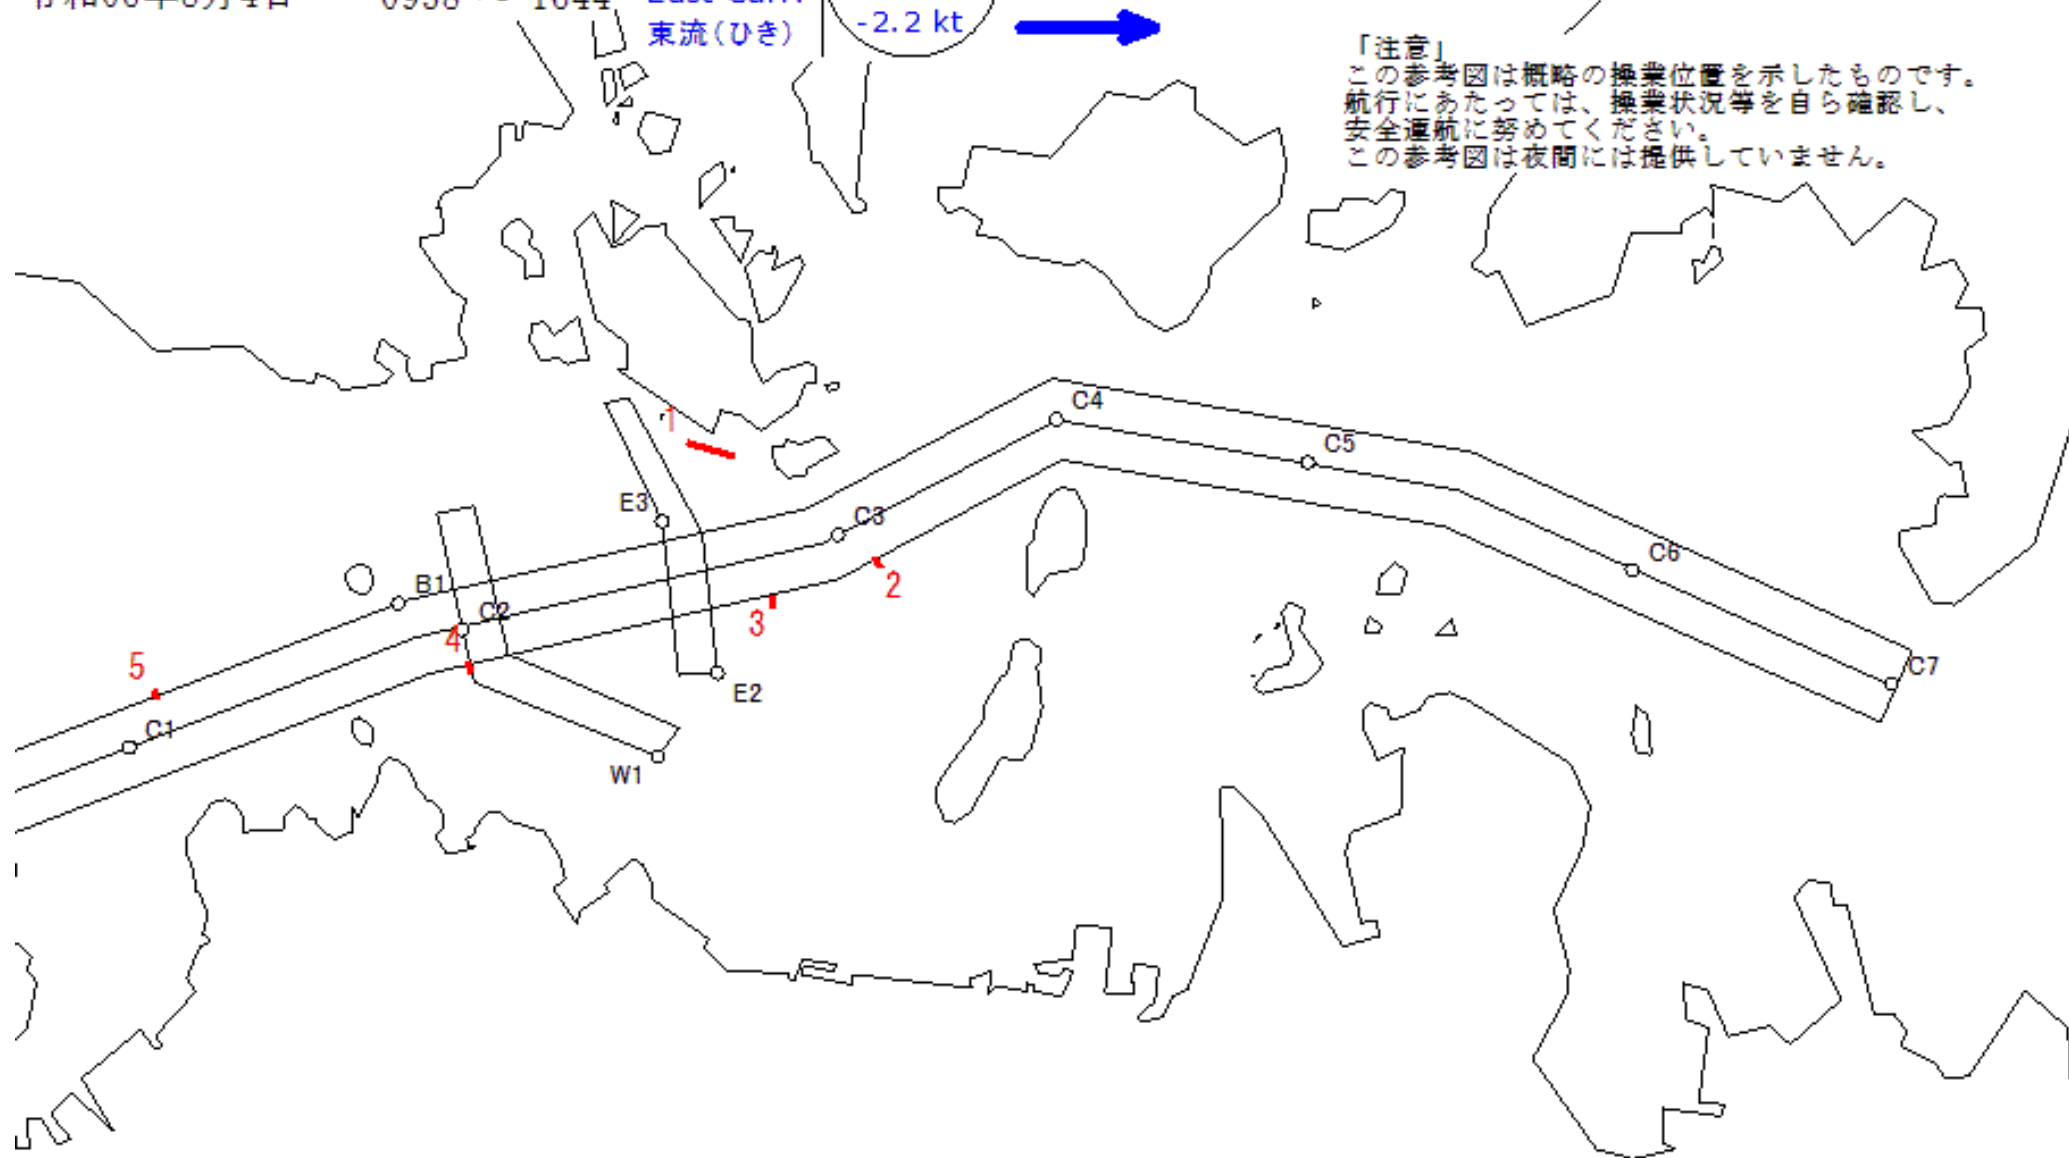 東流(ひき)
-2.2 kt
「注意」
この参考図は概略の操業位置を示したものです。
航行にあたっては、操業状況等を自ら確認し、
安全運航に努めてください。
この参考図は夜間には提供していません。
1
C4
C5
E3
C3
C6
B1
2
C2
3
4
5
E2
C7
C1
W1